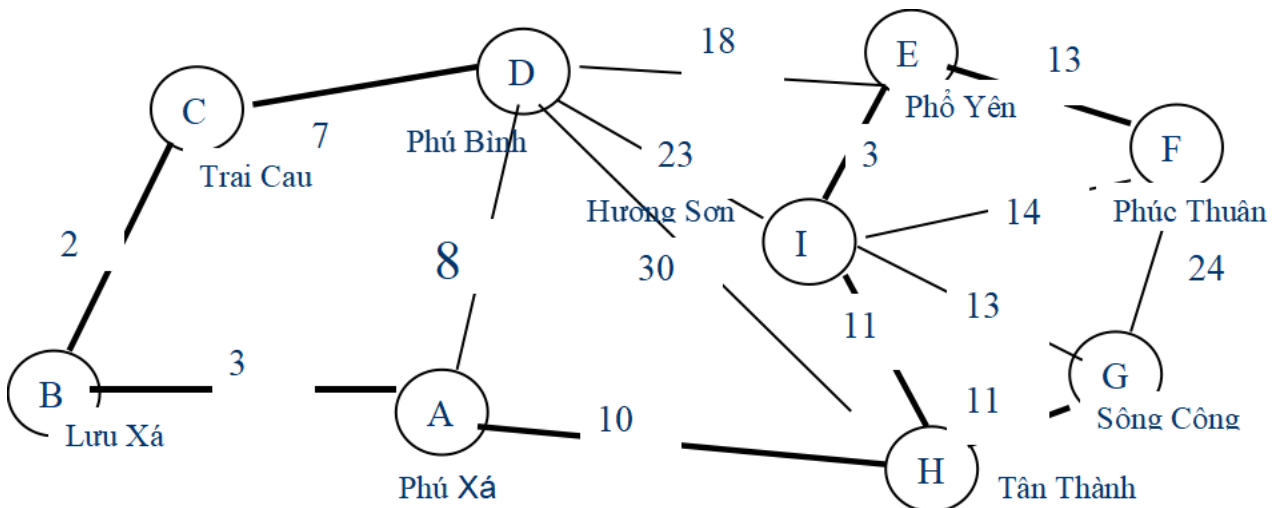 18
E
13
D
Phổ Yên
C
7
Phú Bình
F
Trai Cau
23
3
Hương Sơn
14
Phúc Thuân
2
I
8
30
24
13
11
3
G
B
A
10
11
Sông Công
Lưu Xá
H
Phú Xá
Tân Thành